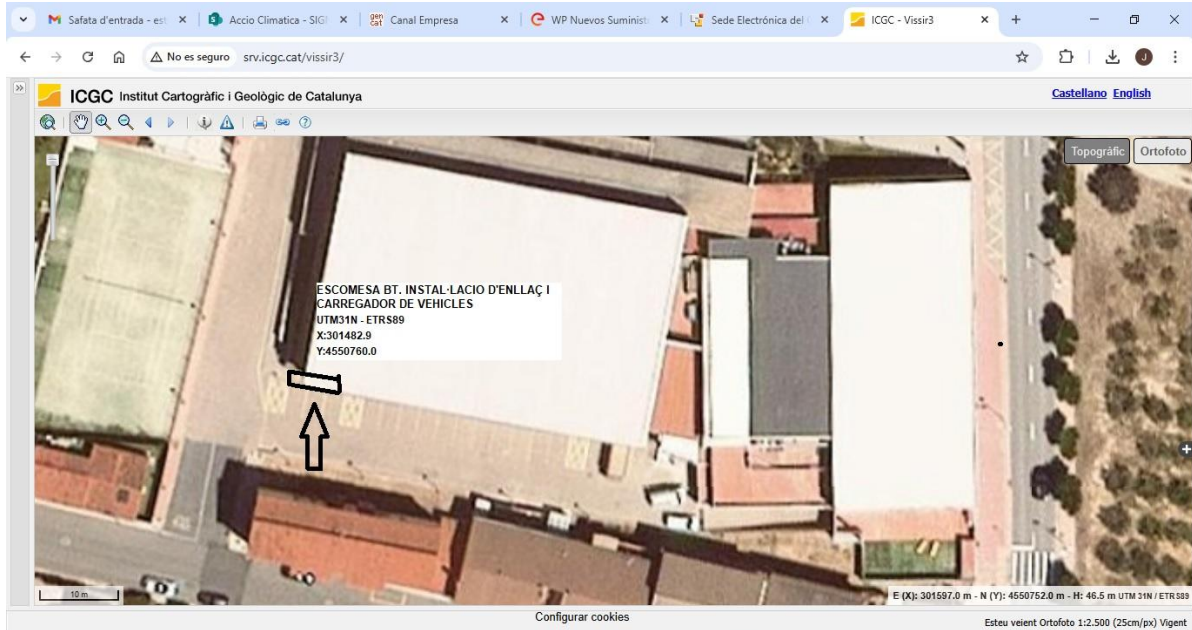 Safata d'entrada - est
Accio Climatica - SIGI
gen cat Canal Empresa
WP Nuevos Suminist
Sede Electrónica del
ICGC - Vissir3
No es seguro srv.icgc.cat/vissir3/
J
ICGC Institut Cartogràfic i Geològic de Catalunya
Castellano English
Topogràfic Ortofoto
ESCOMESA BT. INSTAL·LACIO D'ENLLAÇ I
CARREGADOR DE VEHICLES
UTM31N - ETRS89
X:301482.9
Y:4550760.0
10 m
E (X): 301597.0 m - N (Y): 4550752.0 m - H: 46.5 m UTM 31N / ETRS89
Configurar cookies
Esteu veient Ortofoto 1:2.500 (25cm/px) Vigent